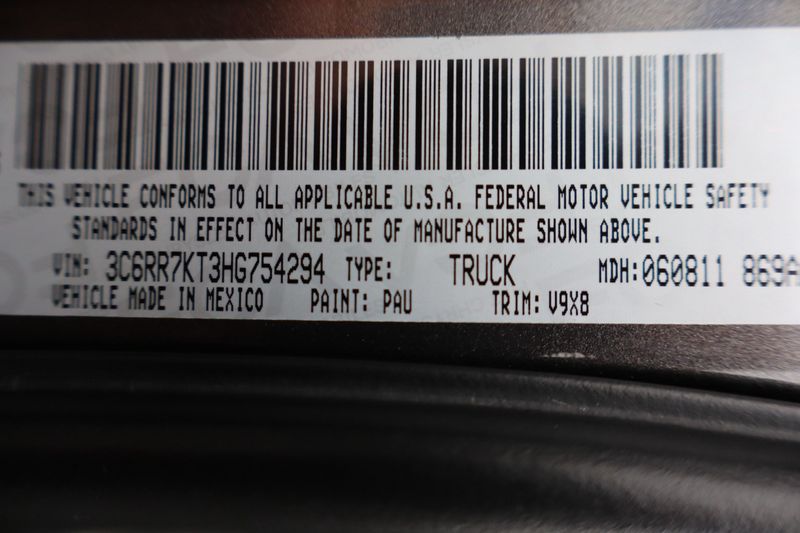 THIS VEHICLE CONFORMS TO ALL APPLICABLE U.S.A. FEDERAL MOTOR VEHICLE SAFETY
STANDARDS IN EFFECT ON THE DATE OF MANUFACTURE SHOWN ABOVE.
VIN: 3C6RR7KT3HG754294 TYPE: TRUCK MDH:060811 869A
VEHICLE MADE IN MEXICO PAINT: PAU TRIM: V9X8